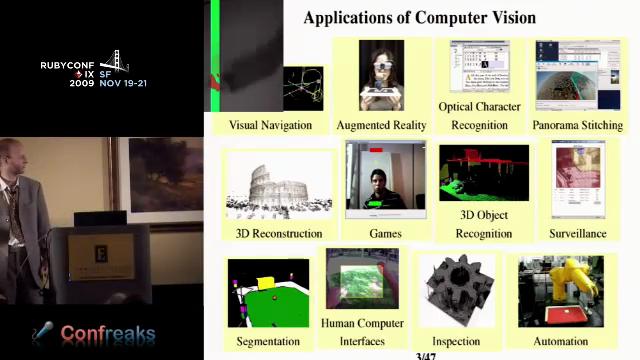 RUBYCONF
IX SF
2009 NOV 19-21
Confreaks
Applications of Computer Vision
Visual Navigation
Augmented Reality
Optical Character
Recognition
Panorama Stitching
3D Reconstruction
Games
3D Object
Recognition
Surveillance
Segmentation
Human Computer
Interfaces
Inspection
Automation
3/47